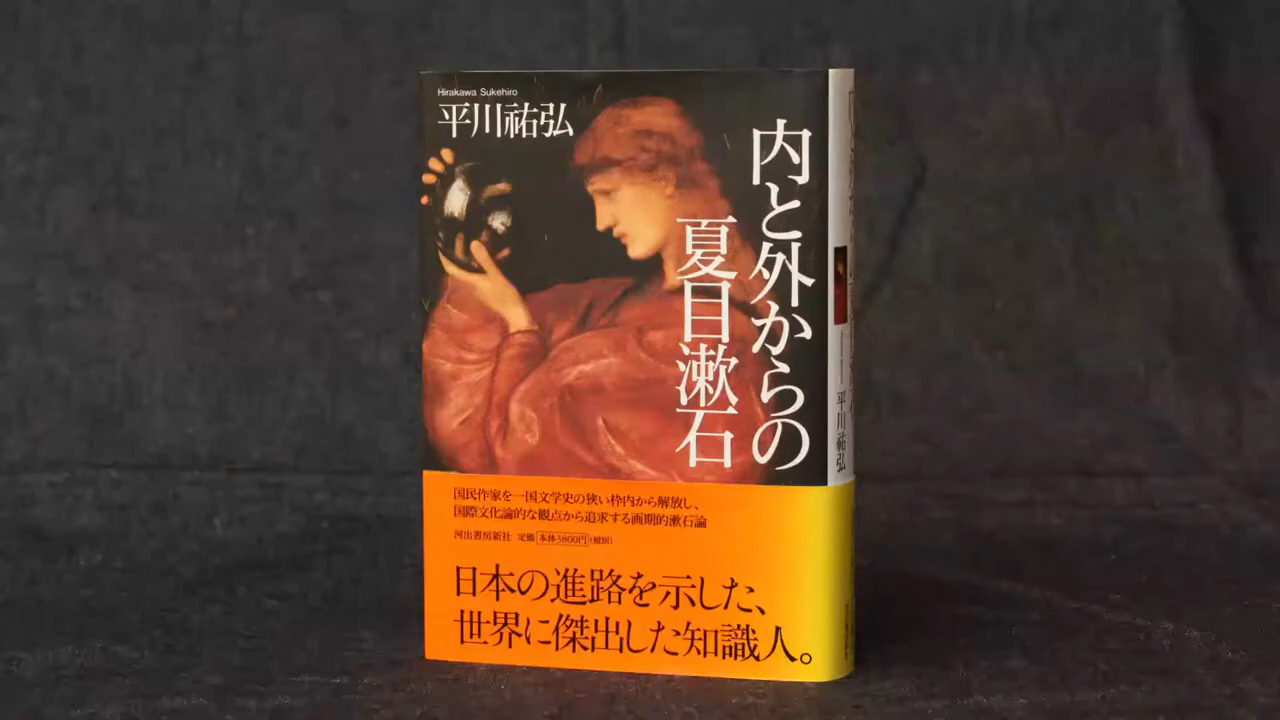 Hirakawa Sukehiro
平川祐弘
内と外からの
夏目漱石
国民作家を一国文学史の狭い枠内から解放し、
国際文化論的な観点から追求する画期的漱石論
河出書房新社 定価 本体3800円(税別)
日本の進路を示した、
世界に傑出した知識人。
平川祐弘